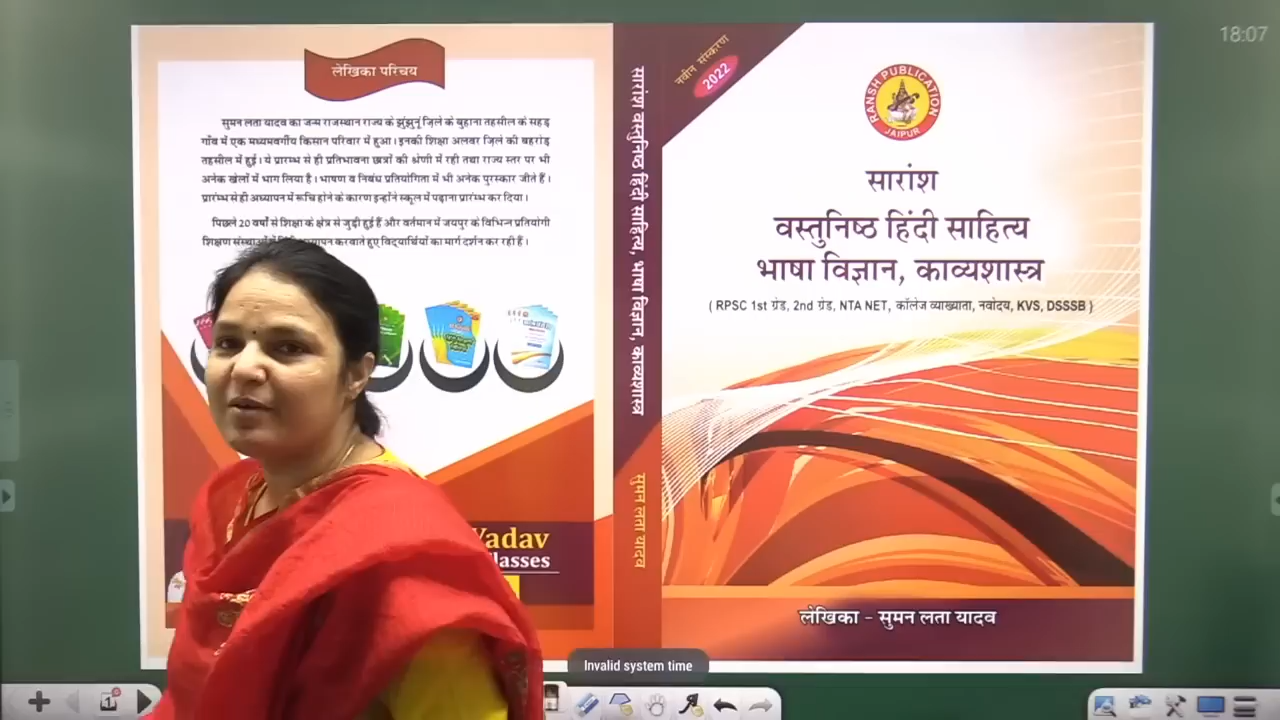 18:07
लेखिका परिचय
सुमन लता यादव का जन्म राजस्थान राज्य के झुंझुनूं ज़िले के बुहाना तहसील के सहड़
गाँव में एक मध्यमवर्गीय किसान परिवार में हुआ। इनकी शिक्षा अलवर ज़िले की बहरोड़
तहसील में हुई। ये प्रारम्भ से ही प्रतिभावना छात्रों की श्रेणी में रही तथा राज्य स्तर पर भी
अनेक खेलों में भाग लिया है। भाषण व निबंध प्रतियोगिता में भी अनेक पुरस्कार जीते हैं।
प्रारंभ से ही अध्यापन में रूचि होने के कारण इन्होंने स्कूल में पढ़ाना प्रारंभ कर दिया।
पिछले 20 वर्षों से शिक्षा के क्षेत्र से जुड़ी हुई हैं और वर्तमान में जयपुर के विभिन्न प्रतियोगी
शिक्षण करवाते हुए विद्यार्थियों का मार्ग दर्शन कर रही हैं।
Yadav
Classes
सारांश वस्तुनिष्ठ हिंदी साहित्य, भाषा विज्ञान, काव्यशास्त्र
सुमन लता यादव
नवीन संस्करण
2022
RANSH PUBLICATION
JAIPUR
सारांश
वस्तुनिष्ठ हिंदी साहित्य
भाषा विज्ञान, काव्यशास्त्र
( RPSC 1st ग्रेड, 2nd ग्रेड, NTA NET, कॉलेज व्याख्याता, नवोदय, KVS, DSSSB )
लेखिका - सुमन लता यादव
Invalid system time
1